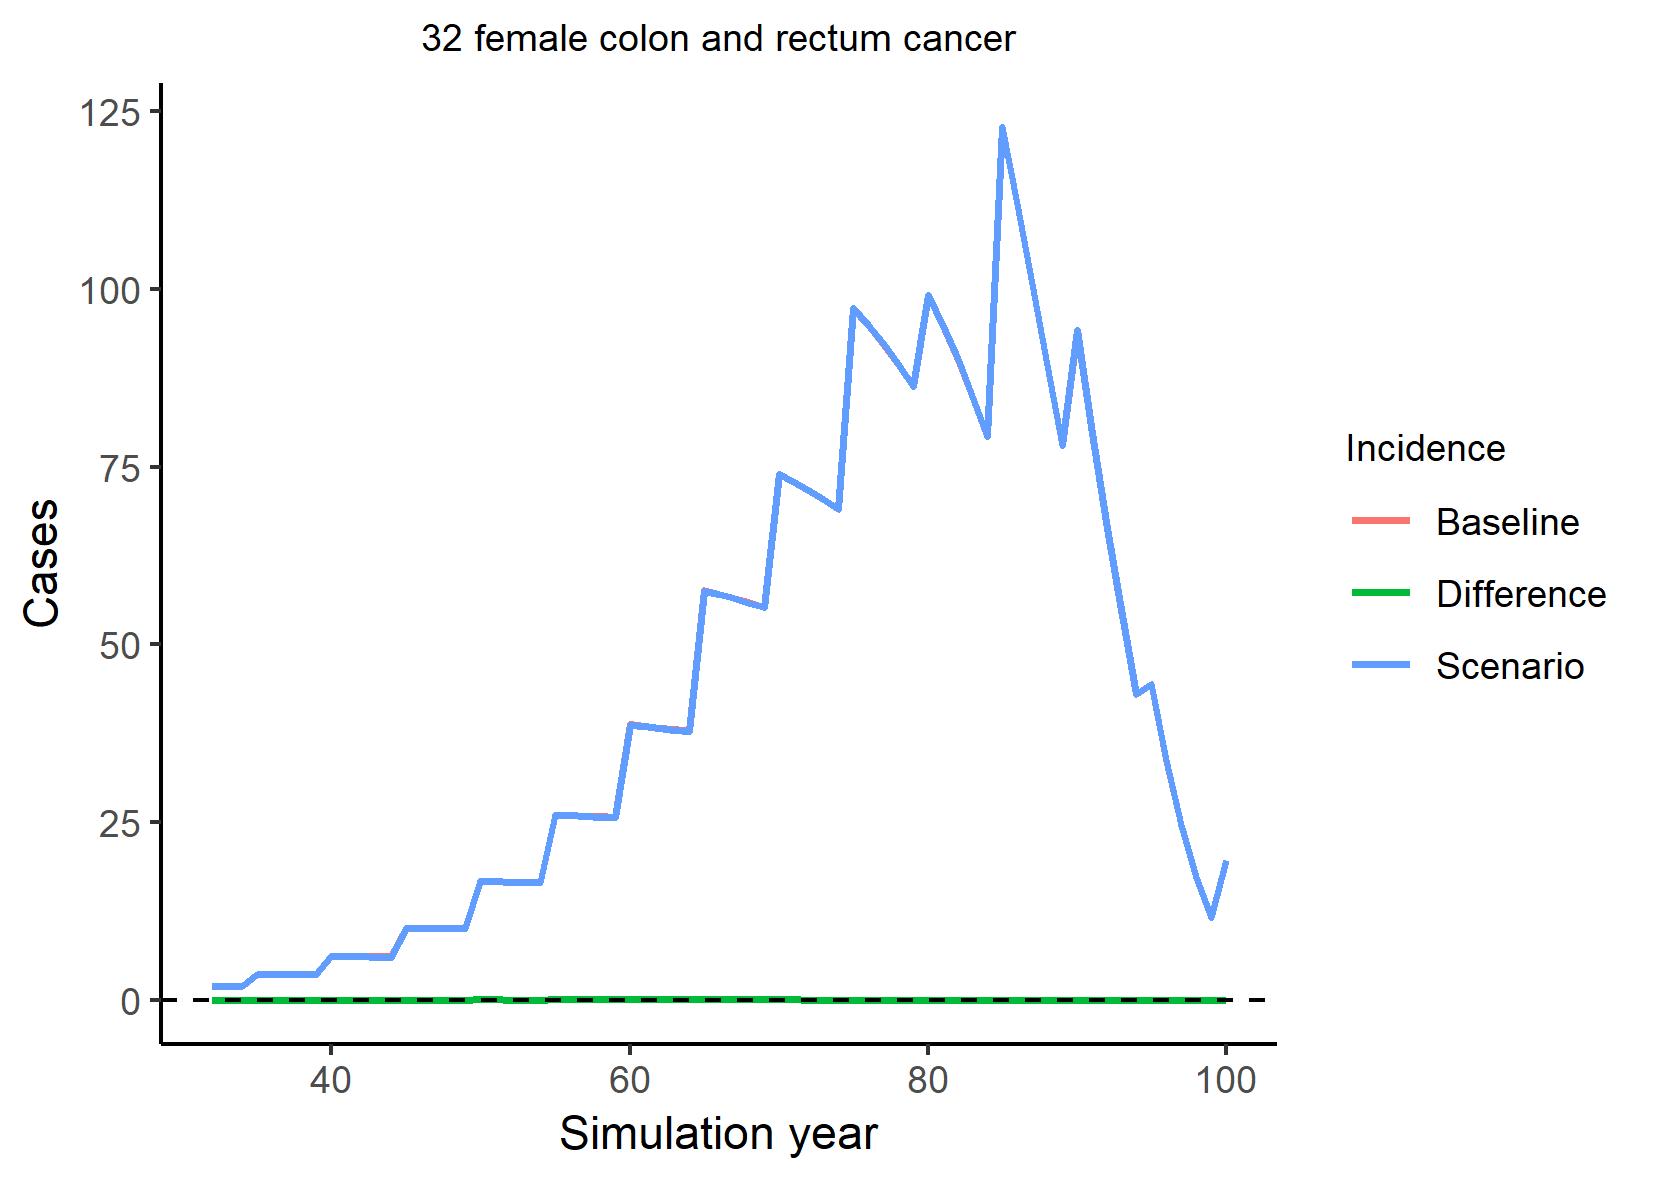 32 female colon and rectum cancer
125
100
75
50
25
0
Cases
40 60 80 100
Simulation year
Incidence
Baseline
Difference
Scenario